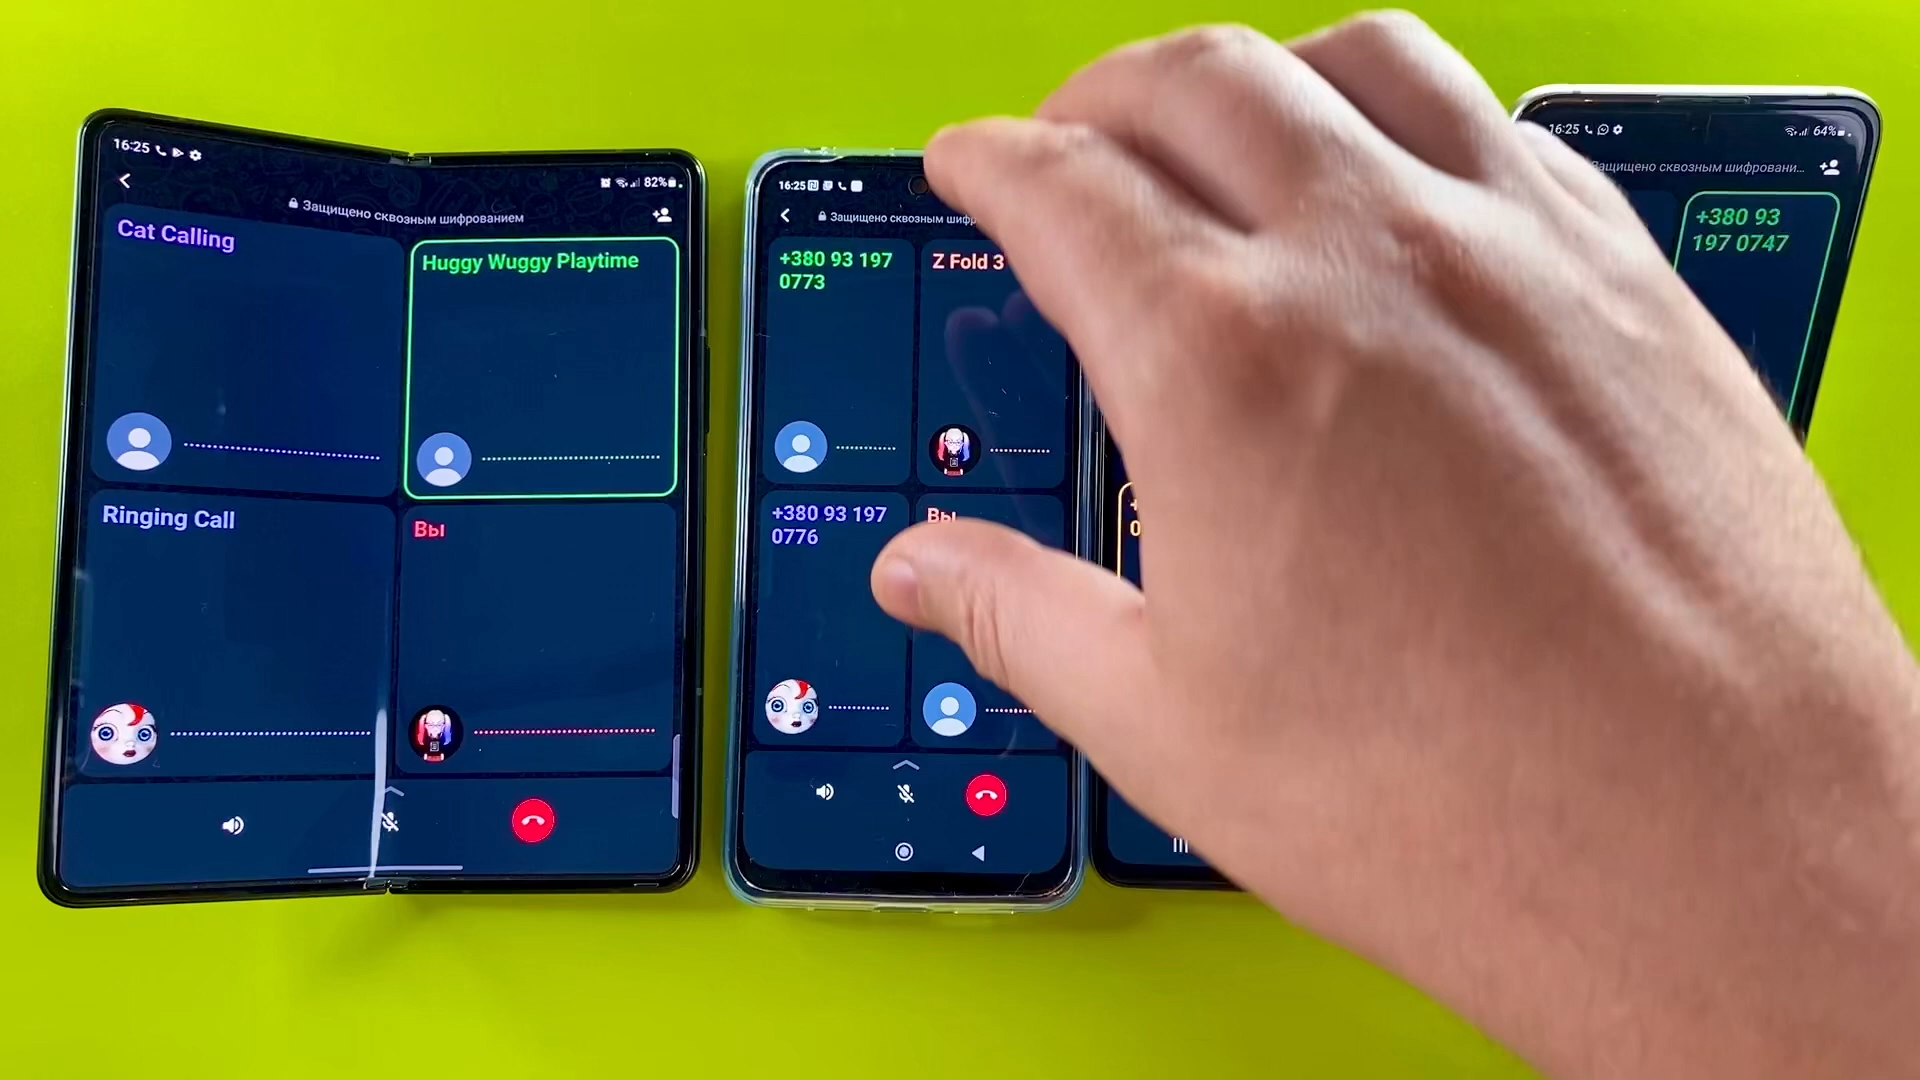 16:25
82%
Защищено сквозным шифрованием
Cat Calling
Huggy Wuggy Playtime
Ringing Call
Вы
16:25
Защищено сквозным
+380 93 197
0773
Z Fold 3
+380 93 197
0776
Вы
16:25
64%
Защищено сквозным шифровани...
+380 93
197 0747